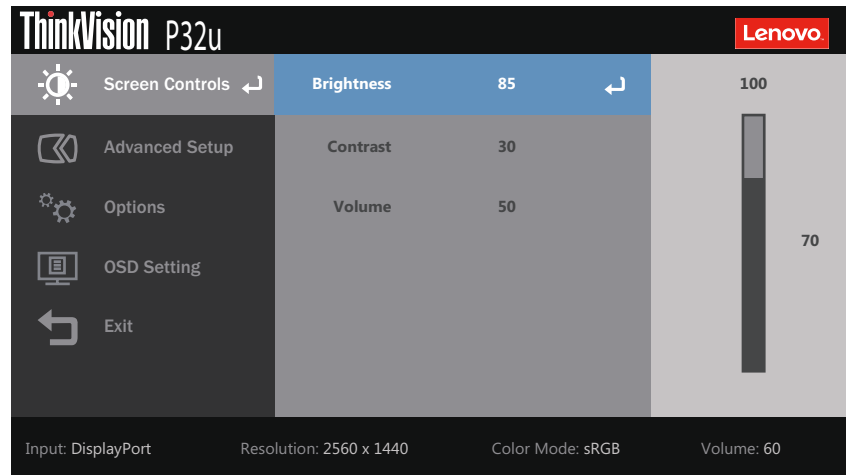 ThinkVision P32u
Lenovo.
Screen Controls Brightness 85 100
Advanced Setup Contrast 30
Options Volume 50
70
OSD Setting
Exit
Input: DisplayPort Resolution: 2560 x 1440 Color Mode: sRGB Volume: 60